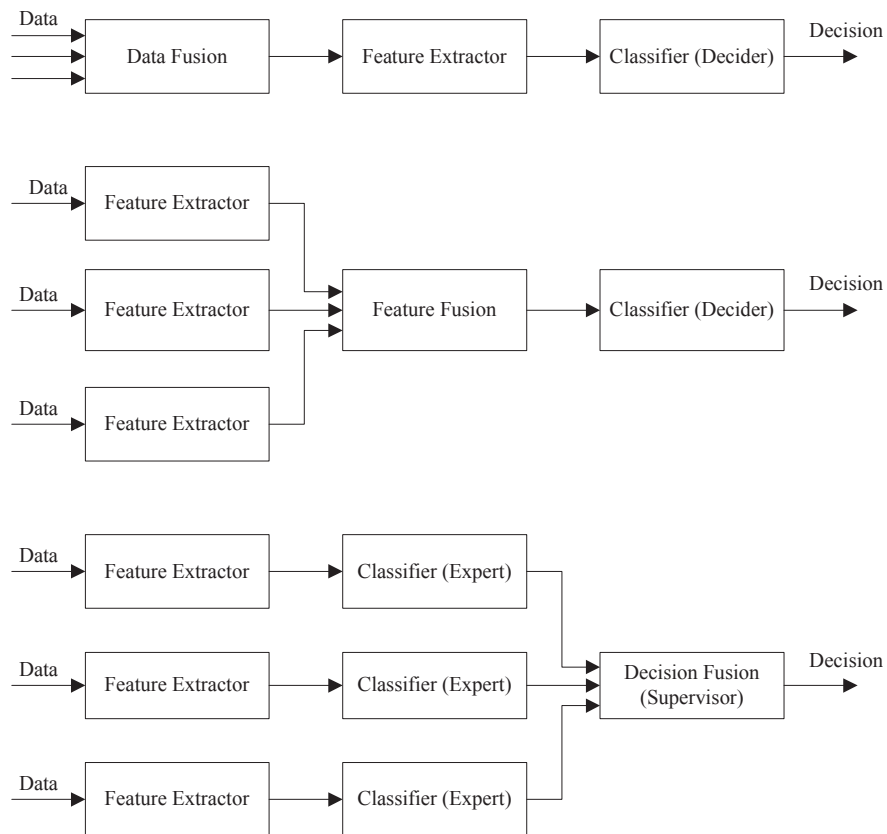 Data
Decision
Data Fusion
Feature Extractor
Classifier (Decider)
Data
Feature Extractor
Data
Decision
Feature Extractor
Feature Fusion
Classifier (Decider)
Data
Feature Extractor
Data
Feature Extractor
Classifier (Expert)
Data
Decision
Feature Extractor
Classifier (Expert)
Decision Fusion
(Supervisor)
Data
Feature Extractor
Classifier (Expert)